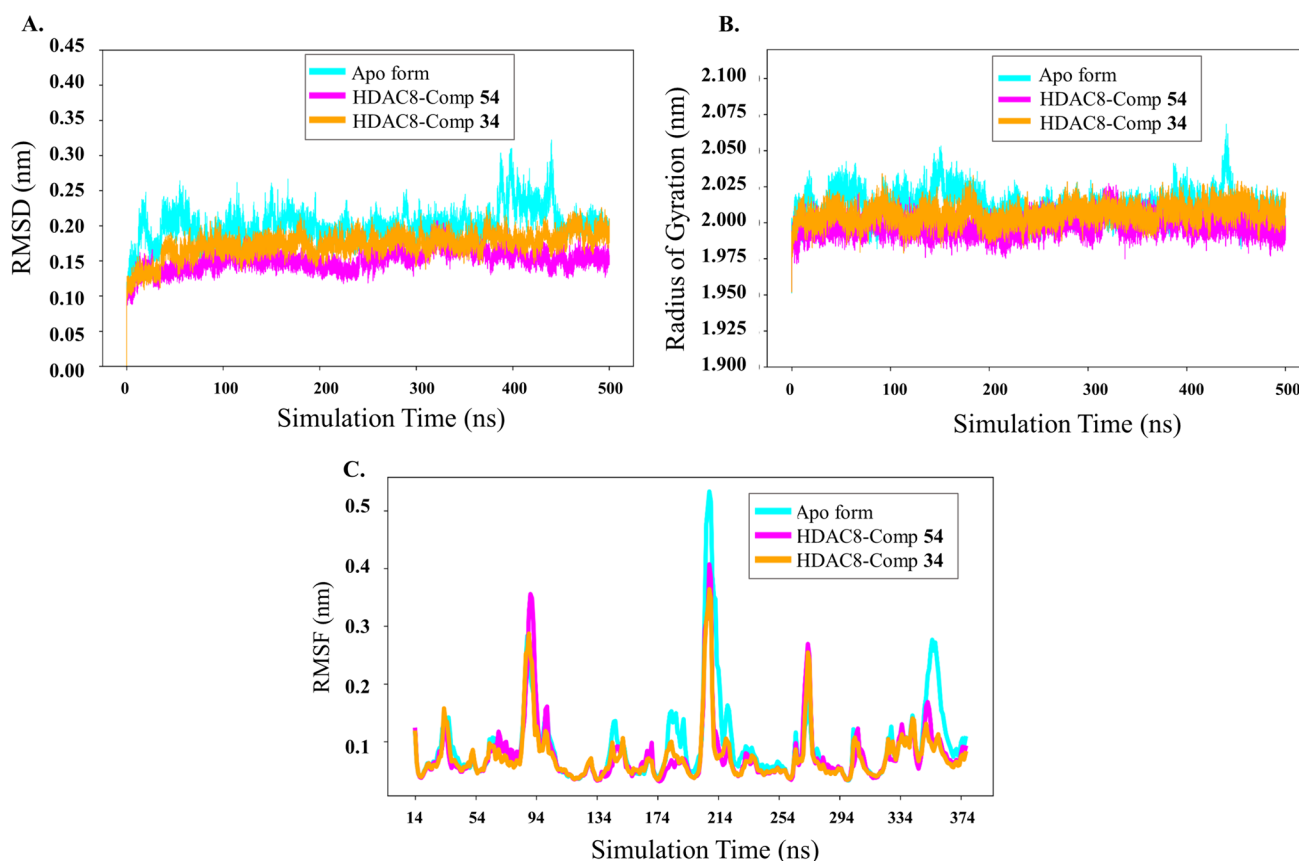 A.
0.45
0.40
0.35
0.30
0.25
0.20
0.15
0.10
0.05
0.00
RMSD (nm)
Apo form
HDAC8-Comp 54
HDAC8-Comp 34
0 100 200 300 400 500
Simulation Time (ns)
B.
2.100
2.075
2.050
2.025
2.000
1.975
1.950
1.925
1.900
Radius of Gyration (nm)
Apo form
HDAC8-Comp 54
HDAC8-Comp 34
0 100 200 300 400 500
Simulation Time (ns)
C.
0.5
0.4
0.3
0.2
0.1
RMSF (nm)
Apo form
HDAC8-Comp 54
HDAC8-Comp 34
14 54 94 134 174 214 254 294 334 374
Simulation Time (ns)